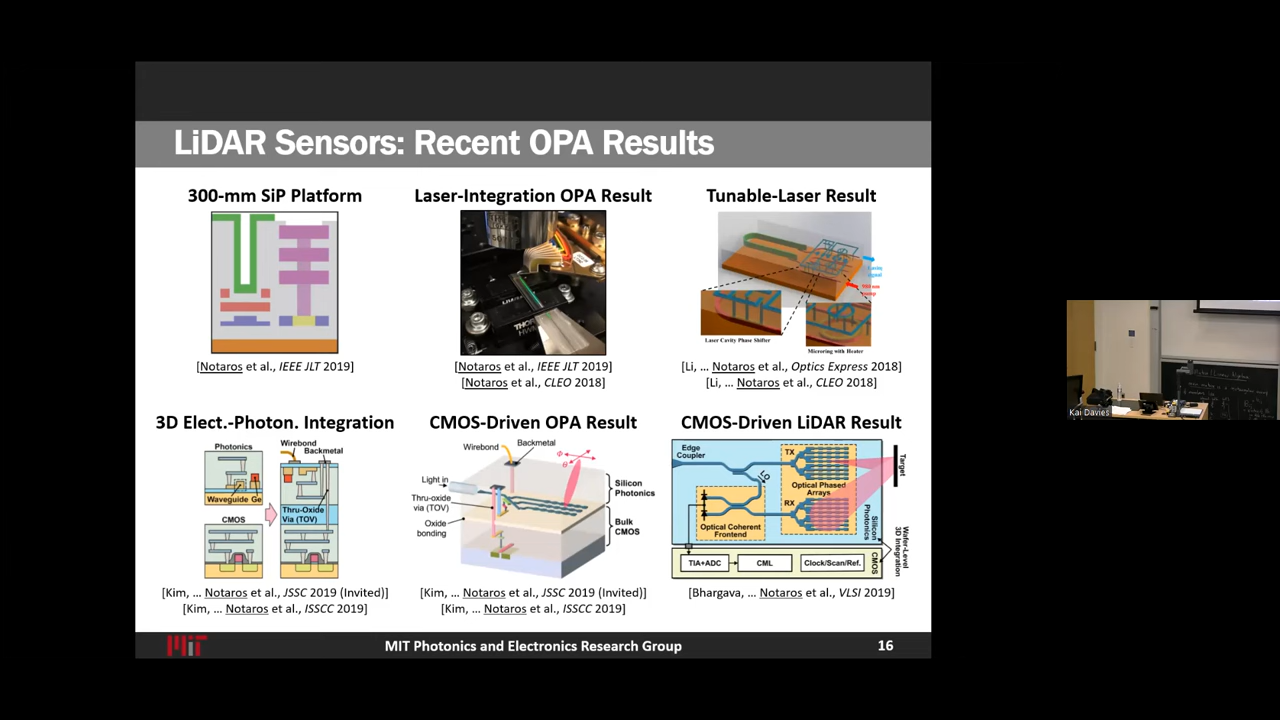 LiDAR Sensors: Recent OPA Results
300-mm SiP Platform
[Notaros et al., IEEE JLT 2019]
Laser-Integration OPA Result
[Notaros et al., IEEE JLT 2019]
[Notaros et al., CLEO 2018]
Tunable-Laser Result
Laser Cavity Phase Shifter
Microring with Heater
[Li, … Notaros et al., Optics Express 2018]
[Li, … Notaros et al., CLEO 2018]
3D Elect.-Photon. Integration
Photonics
Wirebond
Backmetal
Waveguide Ge
Thru-Oxide
Via (TOV)
CMOS
[Kim, … Notaros et al., JSSC 2019 (Invited)]
[Kim, … Notaros et al., ISSCC 2019]
CMOS-Driven OPA Result
Wirebond
Backmetal
Φ
θ
Light in
Thru-oxide
via (TOV)
Oxide
bonding
Silicon
Photonics
Bulk
CMOS
[Kim, … Notaros et al., JSSC 2019 (Invited)]
[Kim, … Notaros et al., ISSCC 2019]
CMOS-Driven LiDAR Result
Edge
Coupler
TX
LO
Optical Phased
Arrays
RX
Target
Optical Coherent
Frontend
Silicon
Photonics
TIA+ADC
CML
Clock/Scan/Ref.
CMOS
Wafer-Level
3D Integration
[Bhargava, … Notaros et al., VLSI 2019]
MIT
MIT Photonics and Electronics Research Group
16
Kai Davies